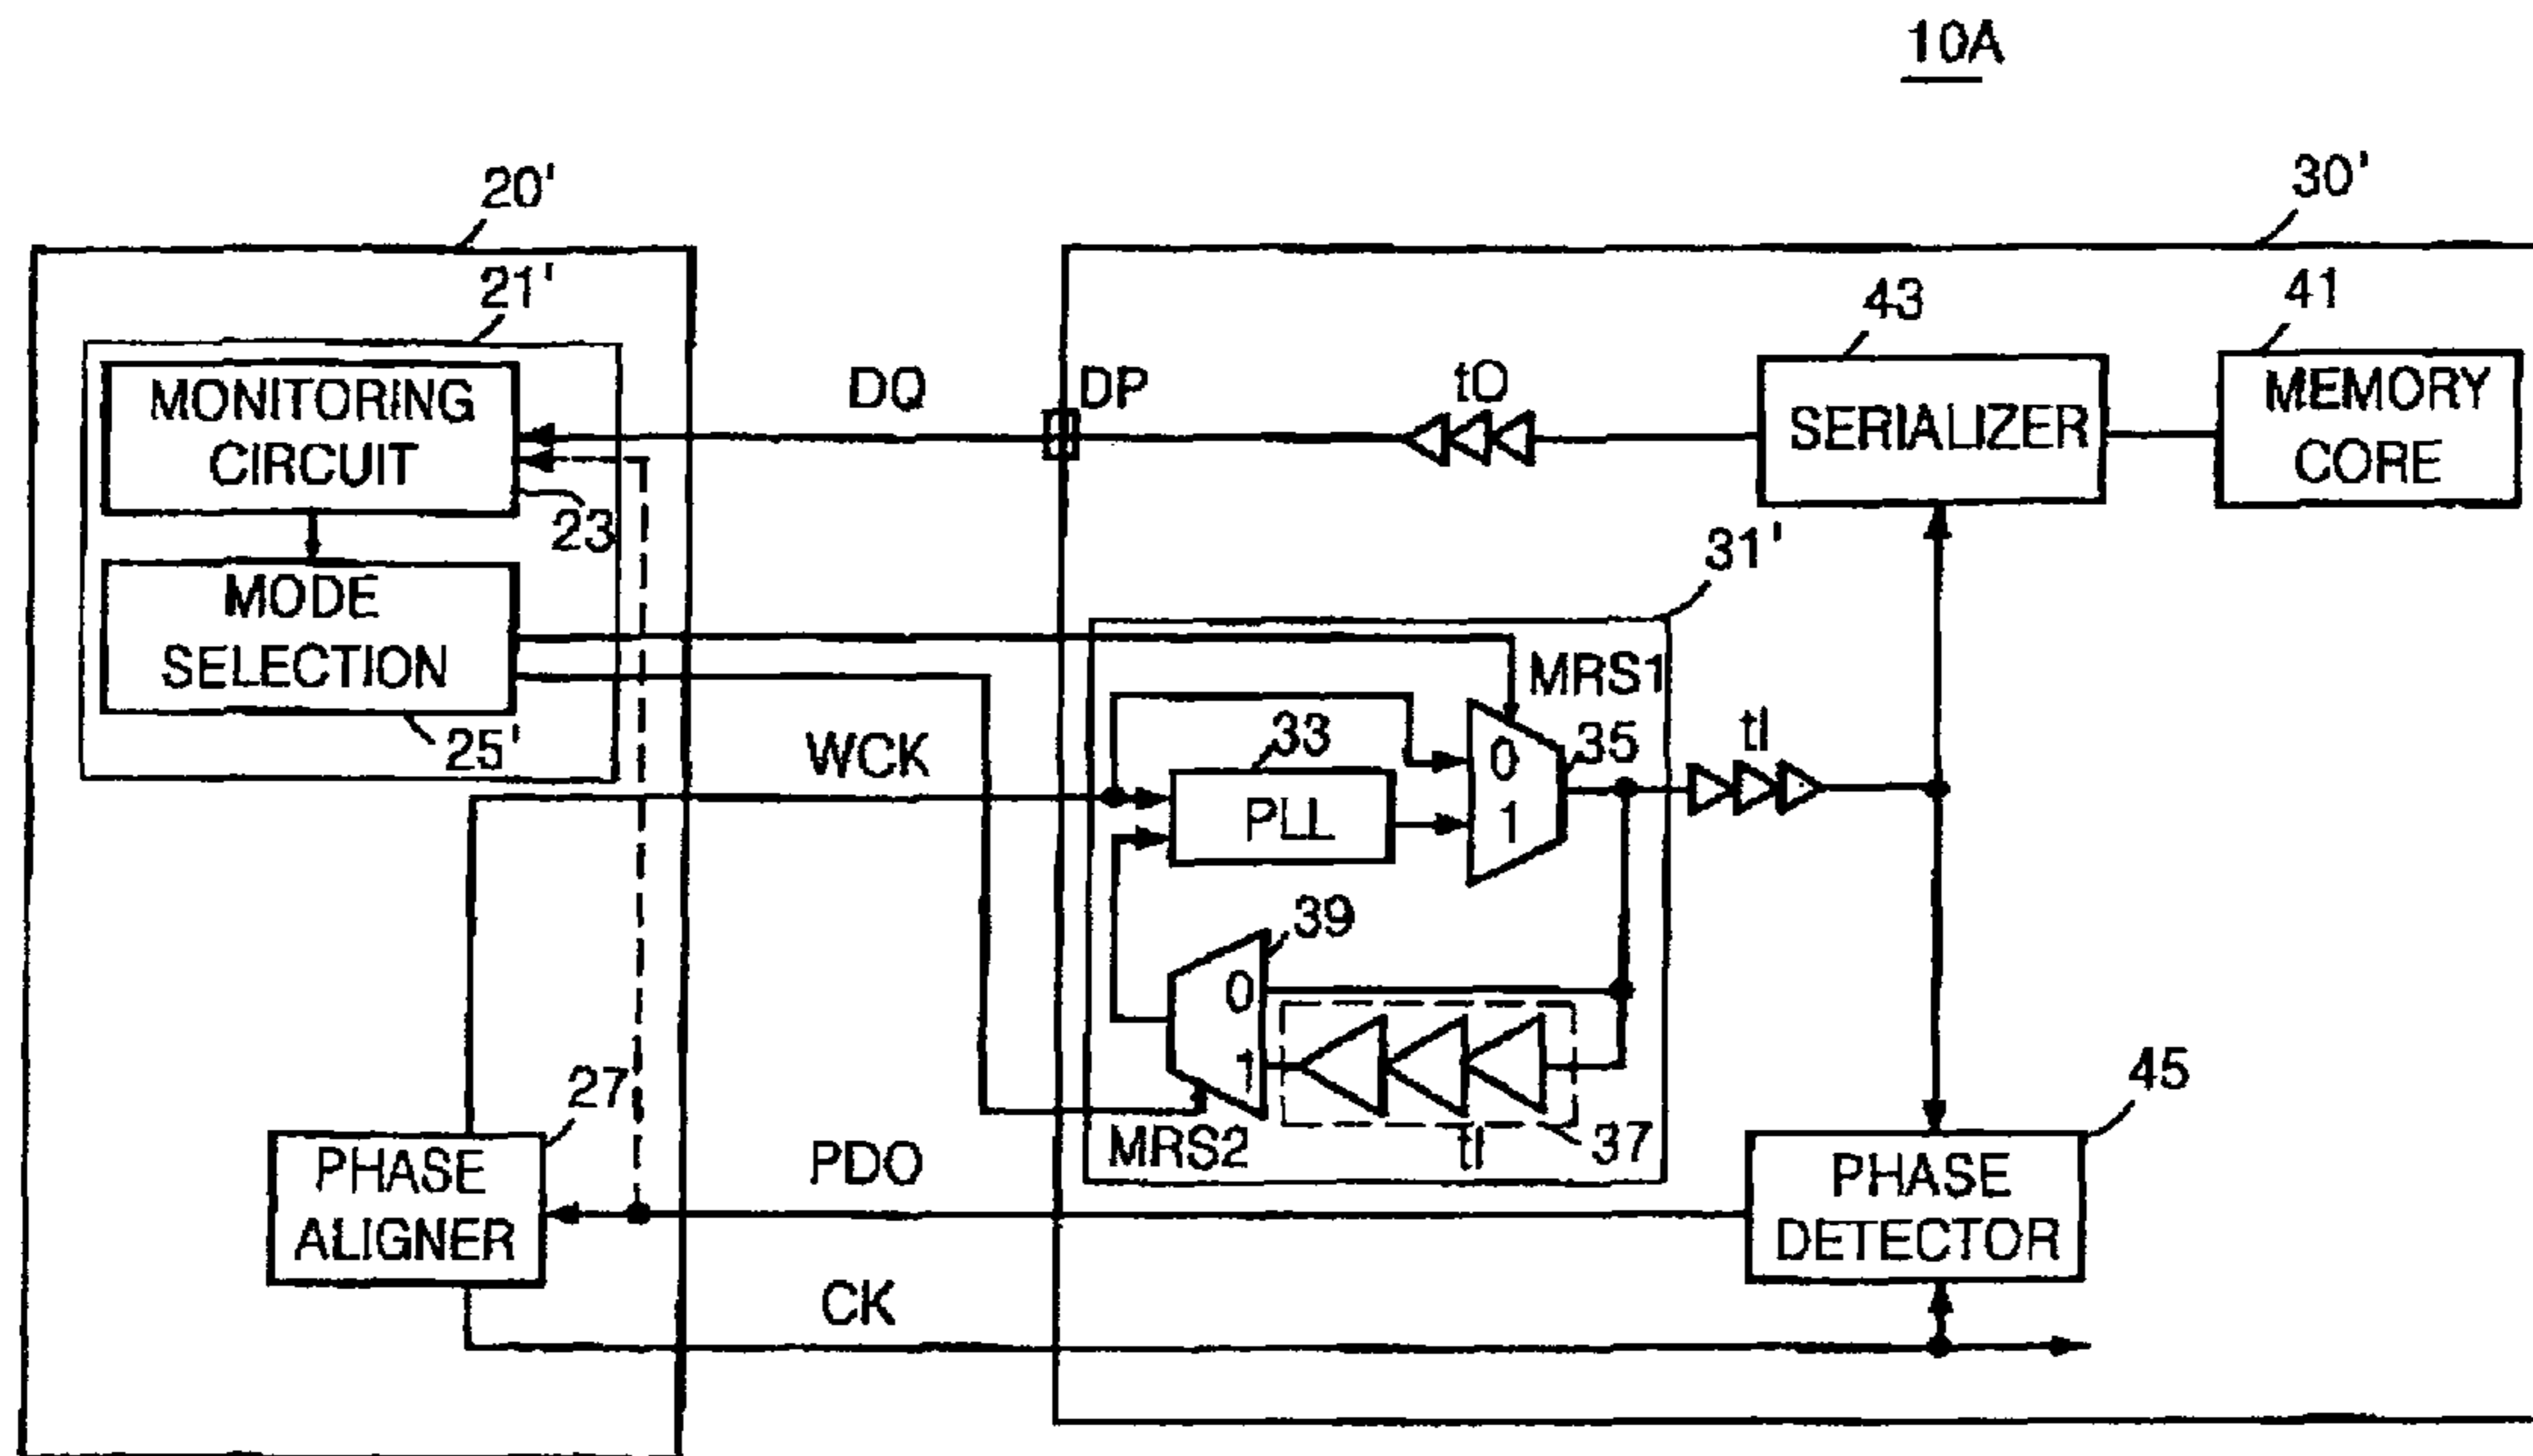 10A
20'
30'
21'
43
41
MONITORING
CIRCUIT
23
DQ
DP
tO
SERIALIZER
MEMORY
CORE
31'
MODE
SELECTION
25'
MRS1
WCK
33
PLL
0
1
35
tI
39
0
1
tI
37
MRS2
27
PHASE
ALIGNER
PDO
45
PHASE
DETECTOR
CK